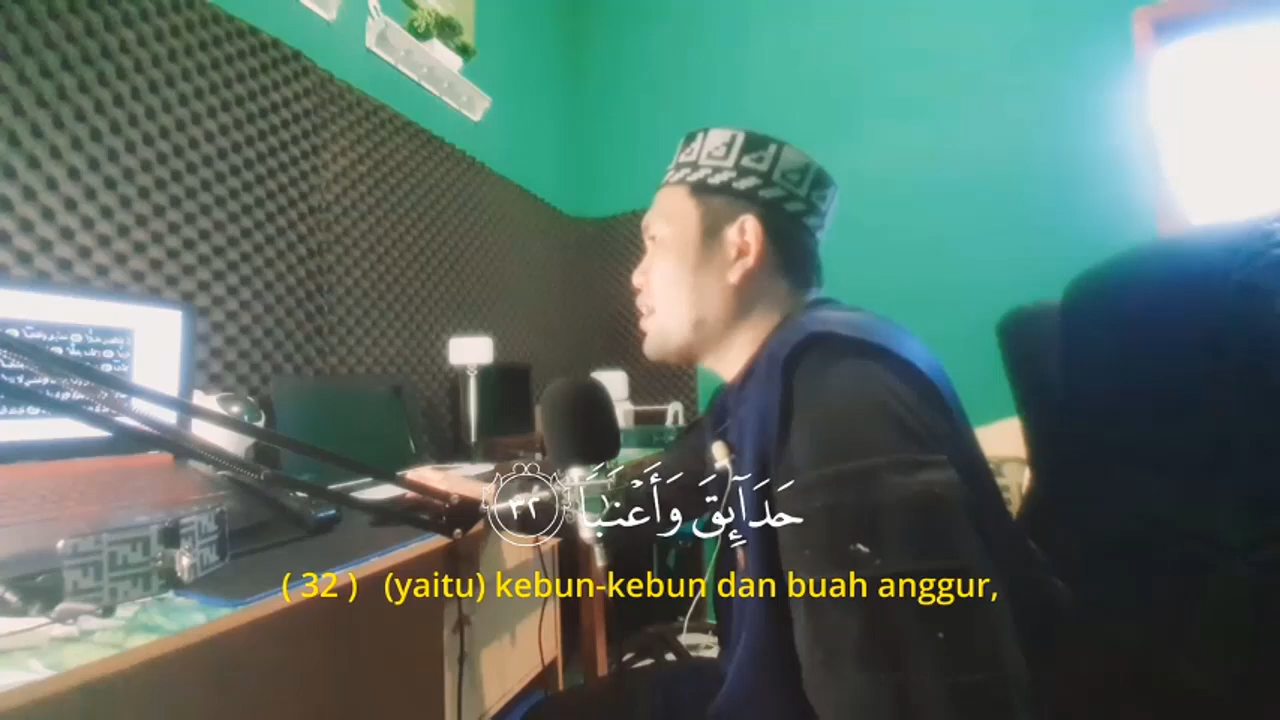 حَدَآئِقَ وَأَعْنَٰبًا ٣٢
( 32 ) (yaitu) kebun-kebun dan buah anggur,